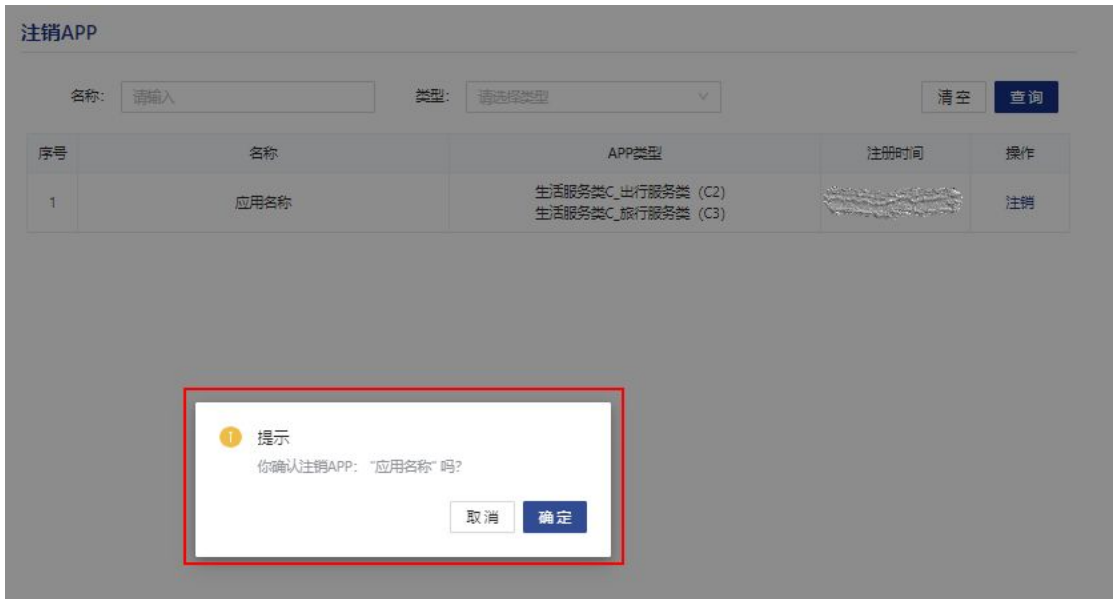 注销APP
名称: 请输入 类型: 请选择类型 清空 查询
序号 名称 APP类型 注册时间 操作
1 应用名称 生活服务类C_出行服务类 (C2) 注销
生活服务类C_旅行服务类 (C3)
提示
你确认注销APP: "应用名称" 吗?
取消 确定